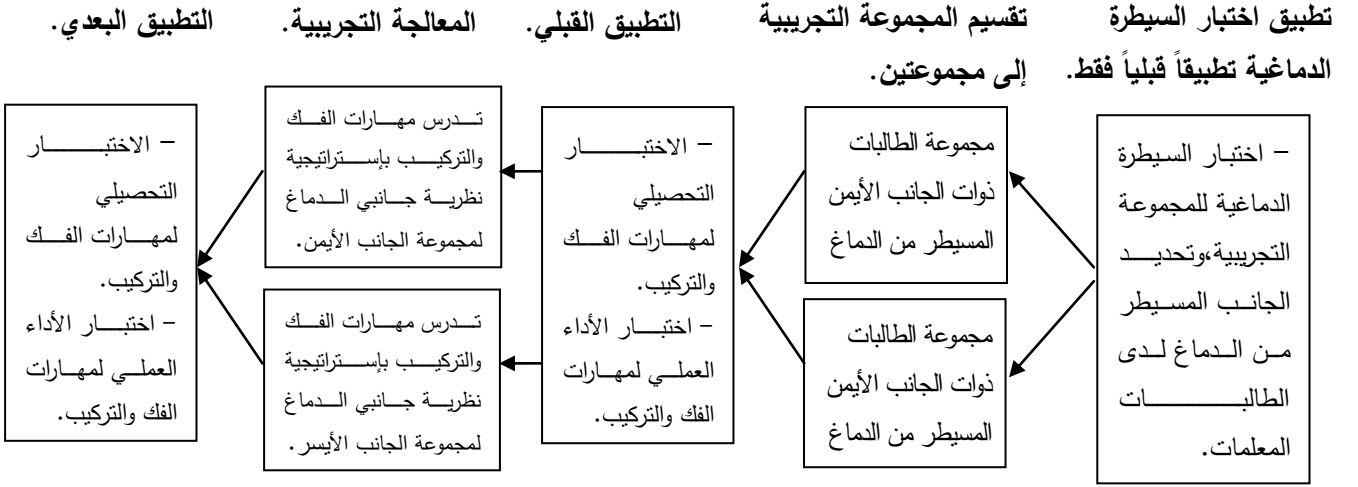 تطبيق اختبار السيطرة
الدماغية تطبيقاً قبلياً فقط.
تقسيم المجموعة التجريبية
إلى مجموعتين.
التطبيق القبلي.
المعالجة التجريبية.
التطبيق البعدي.
– اختبار السيطرة
الدماغية للمجموعة
التجريبية،وتحديد
الجانب المسيطر
من الدماغ لدى
الطالبات
المعلمات.
مجموعة الطالبات
ذوات الجانب الأيمن
المسيطر من الدماغ
مجموعة الطالبات
ذوات الجانب الأيمن
المسيطر من الدماغ
– الاختبار
التحصيلي
لمهارات الفك
والتركيب.
– اختبار الأداء
العملي لمهارات
الفك والتركيب.
تدرس مهارات الفك
والتركيب بإستراتيجية
نظرية جانبي الدماغ
لمجموعة الجانب الأيمن.
تدرس مهارات الفك
والتركيب بإستراتيجية
نظرية جانبي الدماغ
لمجموعة الجانب الأيسر.
– الاختبار
التحصيلي
لمهارات الفك
والتركيب.
– اختبار الأداء
العملي لمهارات
الفك والتركيب.